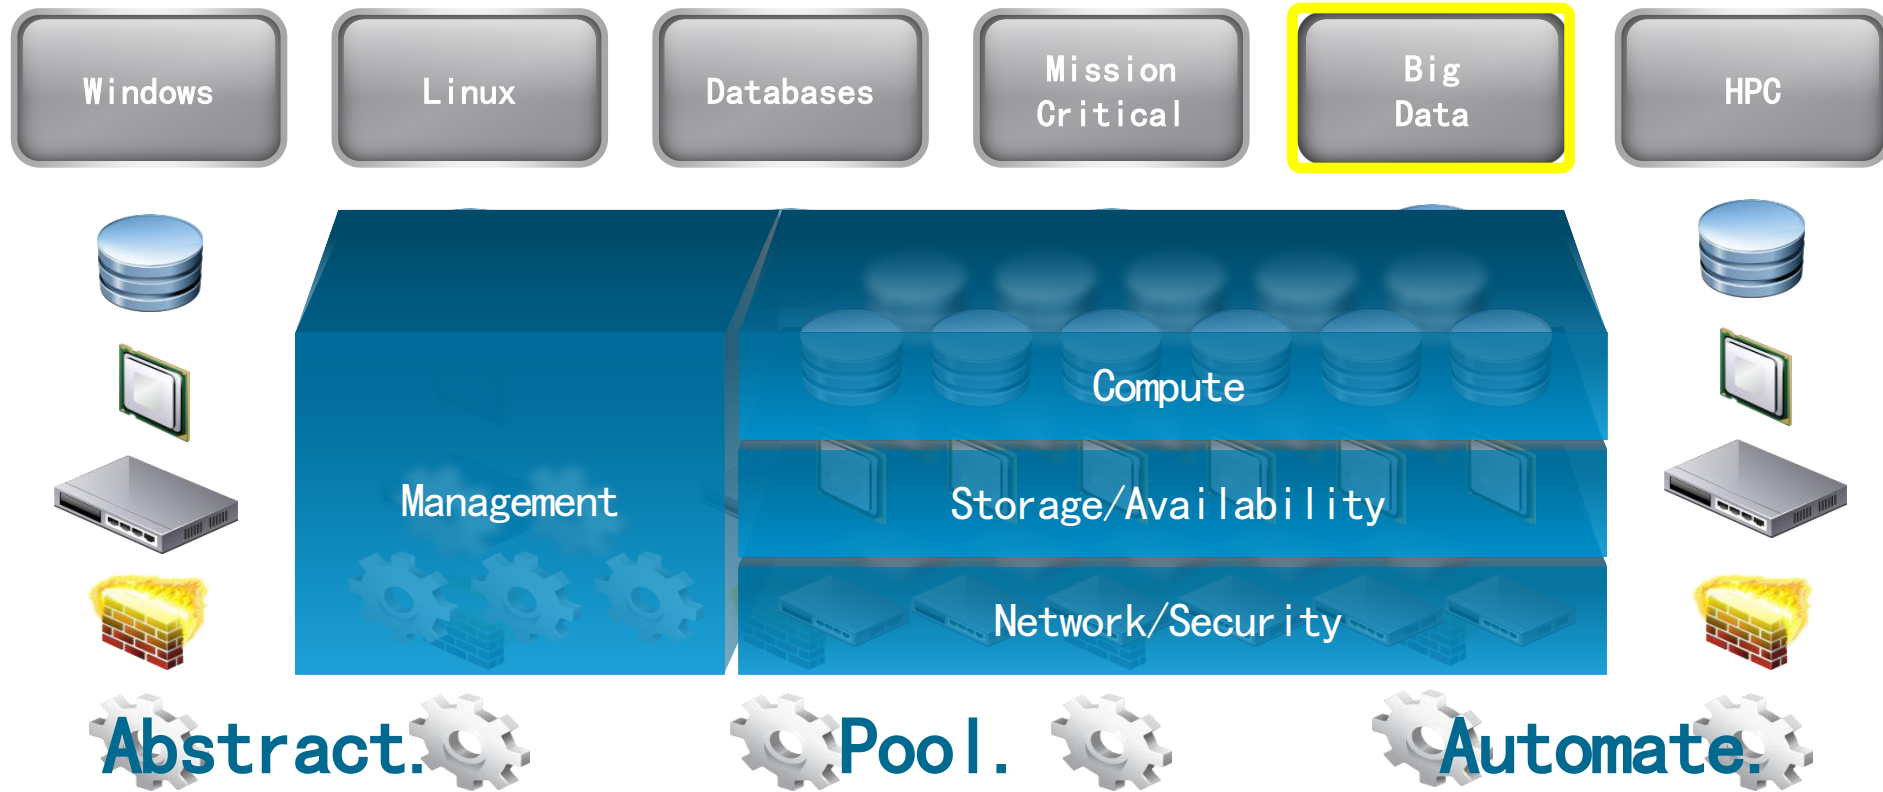 Windows
Linux
Databases
Mission
Critical
Big
Data
HPC
Compute
Management
Storage/Availability
Network/Security
Abstract.
Pool.
Automate.